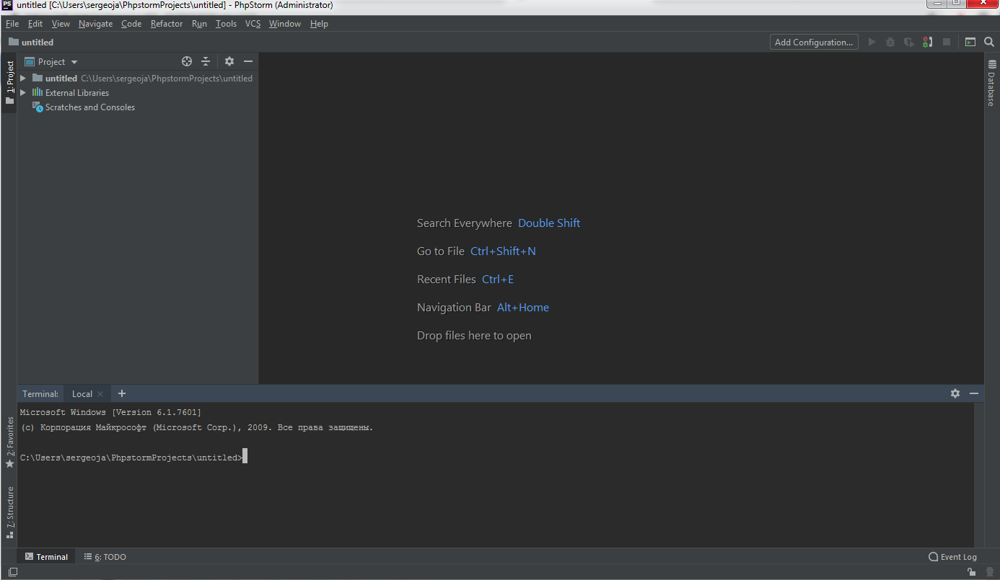 PS untitled [C:\Users\sergeoja\PhpstormProjects\untitled] - PhpStorm (Administrator)
File Edit View Navigate Code Refactor Run Tools VCS Window Help
untitled Add Configuration...
1: Project
Project
untitled C:\Users\sergeoja\PhpstormProjects\untitled
External Libraries
Scratches and Consoles
Database
Search Everywhere Double Shift
Go to File Ctrl+Shift+N
Recent Files Ctrl+E
Navigation Bar Alt+Home
Drop files here to open
Terminal: Local
Microsoft Windows [Version 6.1.7601]
(c) Корпорация Майкрософт (Microsoft Corp.), 2009. Все права защищены.
C:\Users\sergeoja\PhpstormProjects\untitled>
2: Favorites
7: Structure
Terminal 6: TODO Event Log